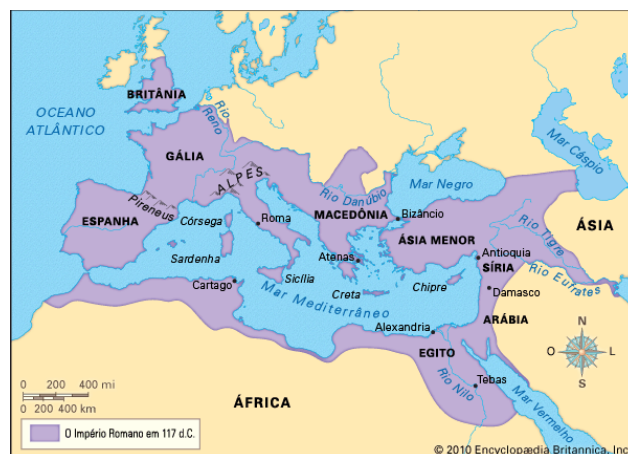 BRITÂNIA
OCEANO
ATLÂNTICO
Rio
Reno
GÁLIA
ALPES
Mar Cáspio
Mar Negro
Rio Danúbio
Pireneus
ESPANHA
Córsega
Roma
MACEDÔNIA
Bizâncio
ÁSIA
Rio Tigre
ÁSIA MENOR
Sardenha
Atenas
Antioquia
SÍRIA
Rio Eufrates
Cartago
Sicília
Creta
Chipre
Damasco
Mar Mediterrâneo
ARÁBIA
Alexandria
EGITO
N
O
L
S
Rio Nilo
Tebas
Mar Vermelho
ÁFRICA
0 200 400 mi
0 200 400 km
O Império Romano em 117 d.C.
© 2010 Encyclopædia Britannica, Inc